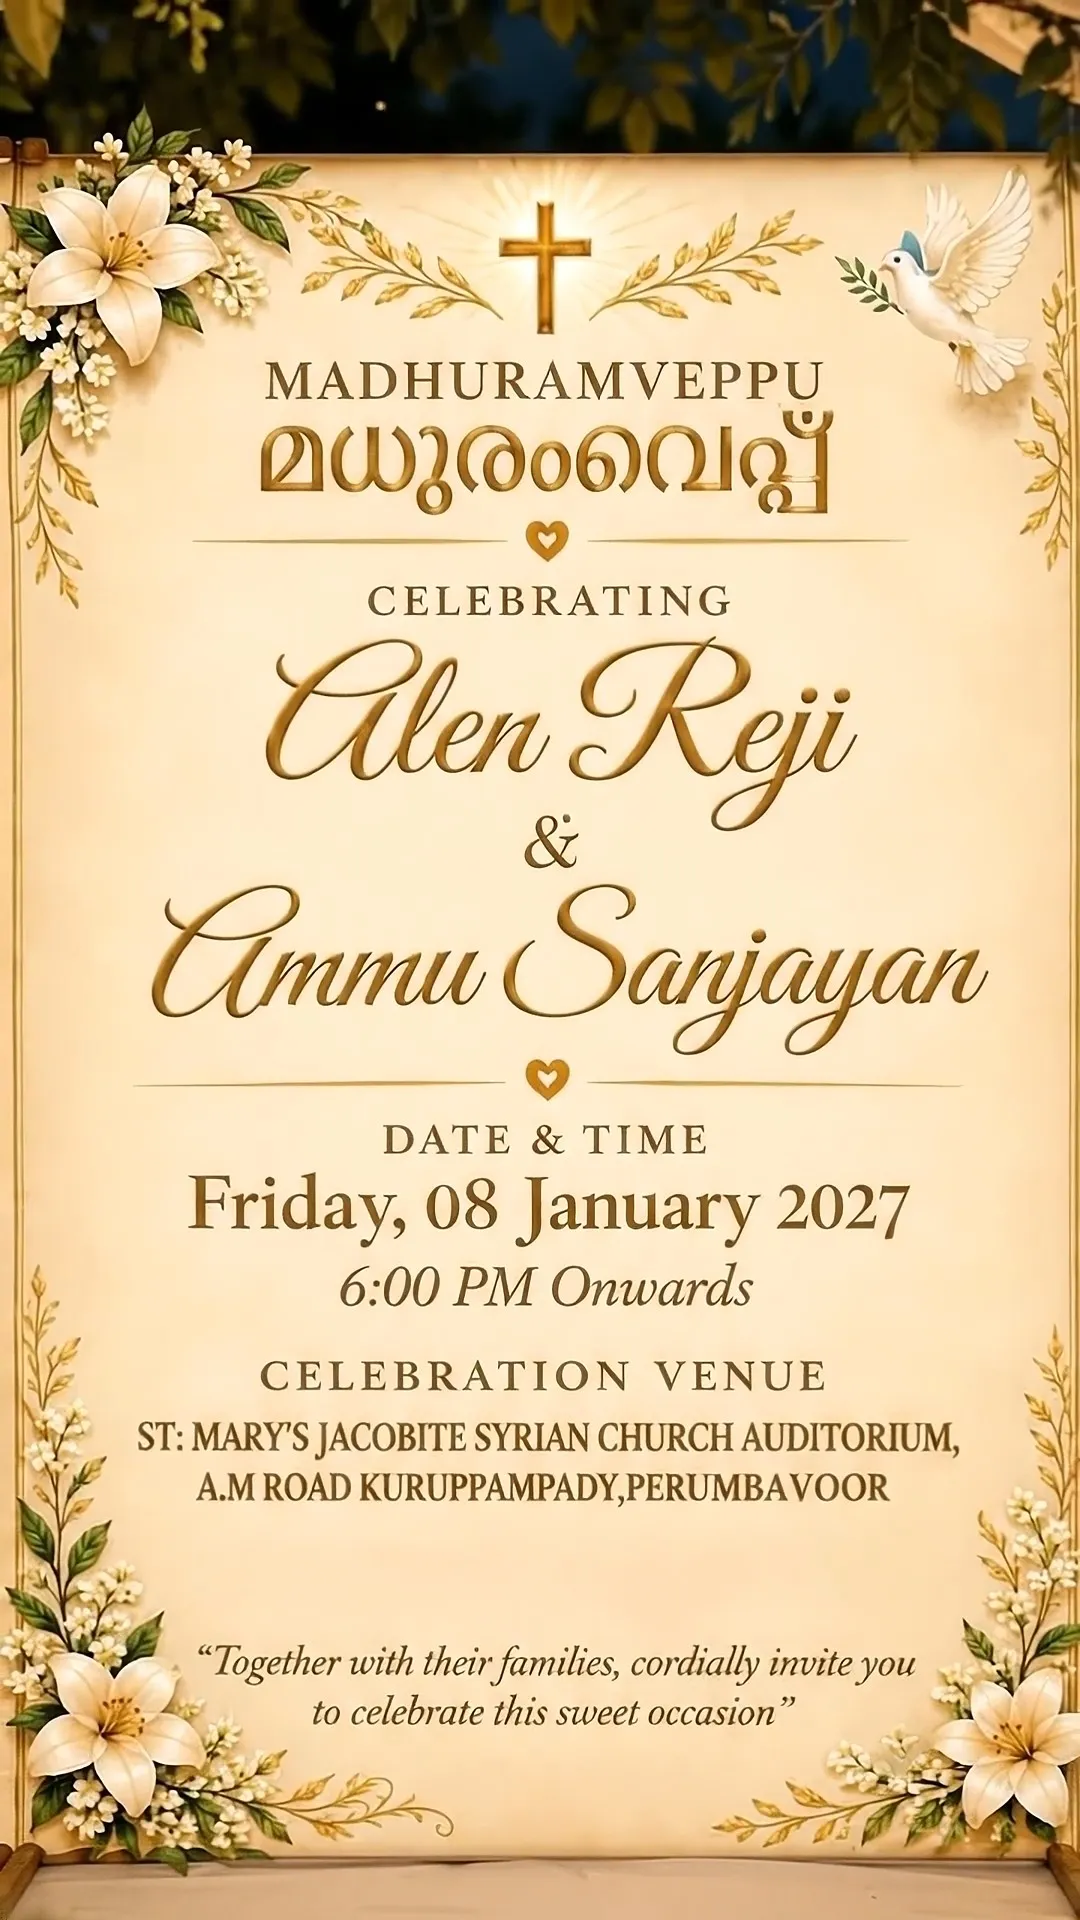 MADHURAMVEPPU
മധുരംവെപ്പ്
CELEBRATING
Alen Reji
&
Ammu Sanjayan
DATE & TIME
Friday, 08 January 2027
6:00 PM Onwards
CELEBRATION VENUE
ST: MARY'S JACOBITE SYRIAN CHURCH AUDITORIUM,
A.M ROAD KURUPPAMPADY,PERUMBAVOOR
“Together with their families, cordially invite you
to celebrate this sweet occasion”